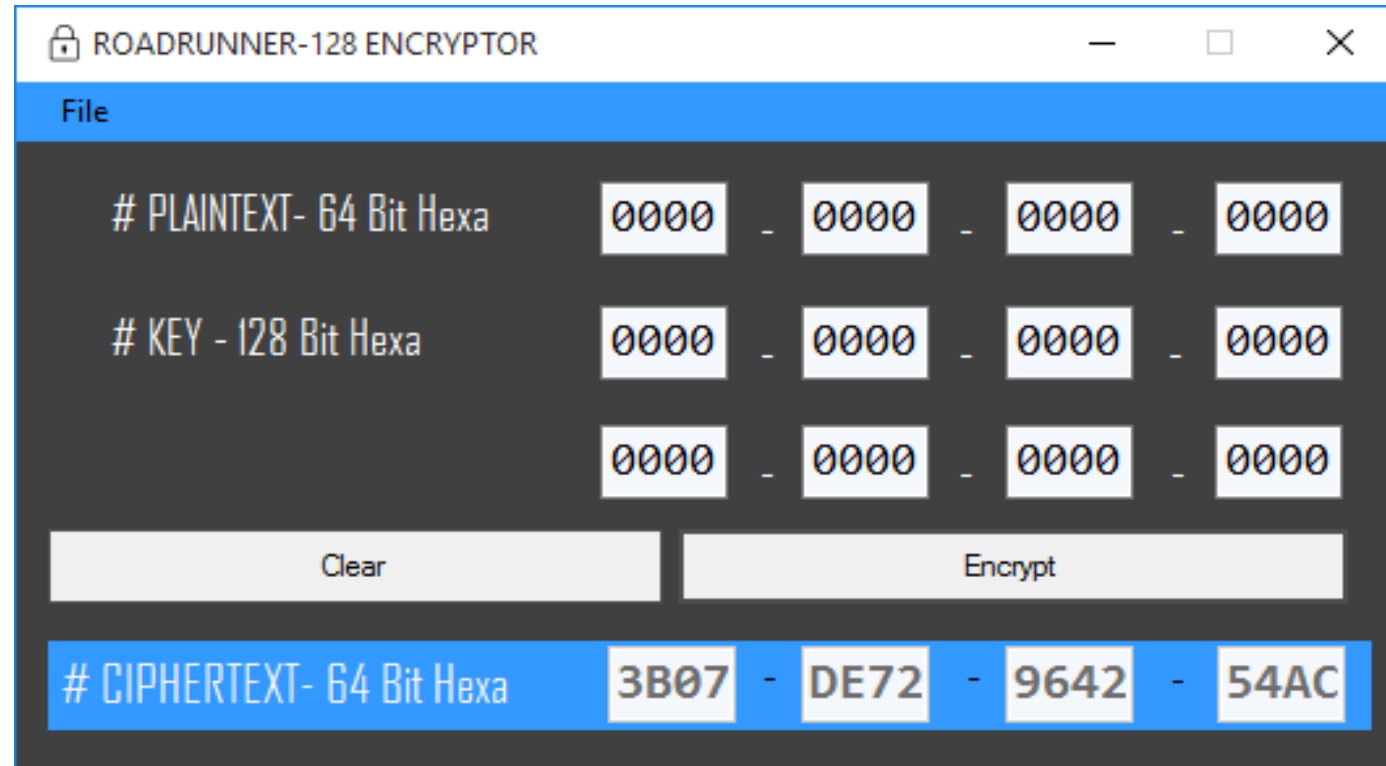 ROADRUNNER-128 ENCRYPTOR
File
# PLAINTEXT- 64 Bit Hexa 0000 - 0000 - 0000 - 0000
# KEY - 128 Bit Hexa 0000 - 0000 - 0000 - 0000
0000 - 0000 - 0000 - 0000
Clear Encrypt
# CIPHERTEXT- 64 Bit Hexa 3B07 - DE72 - 9642 - 54AC